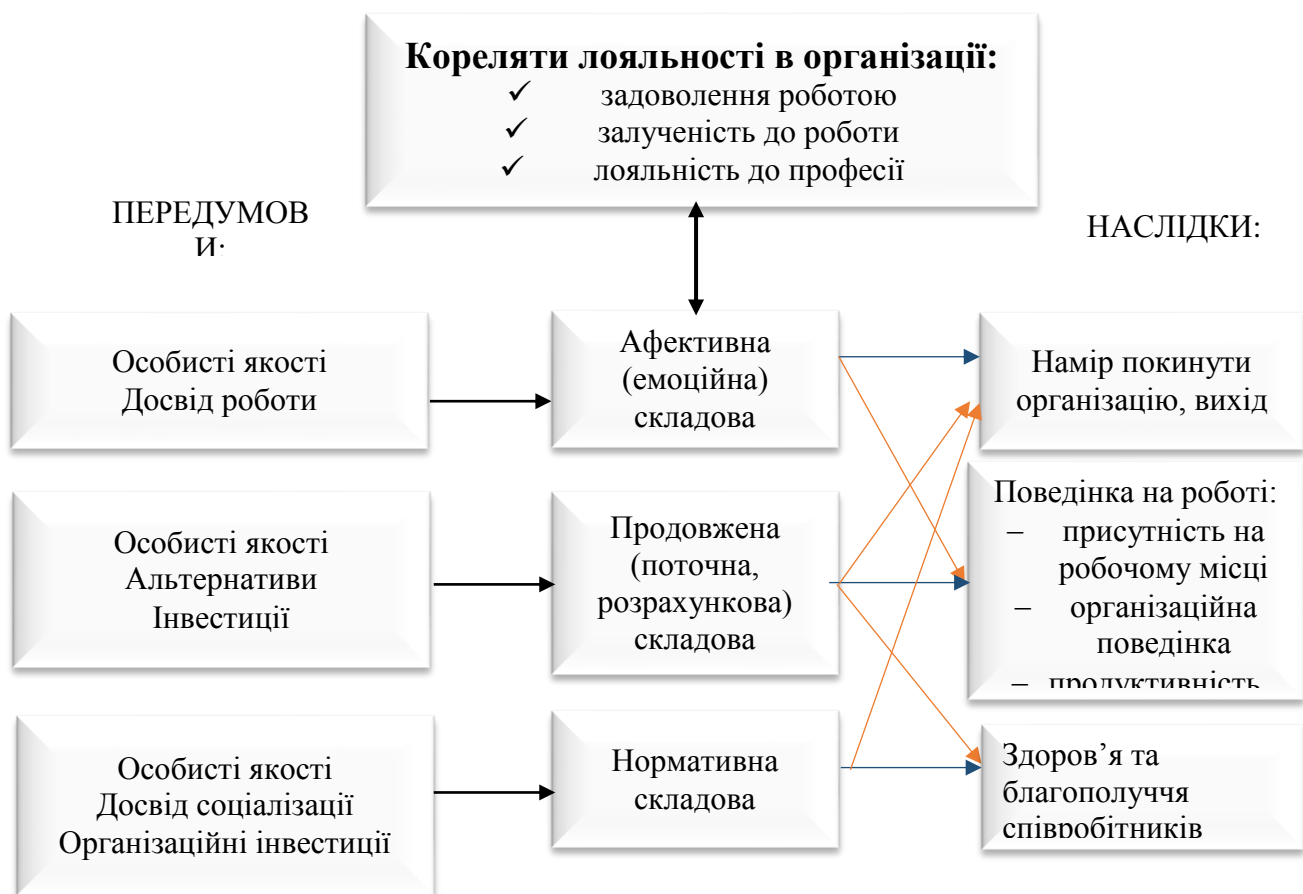 Кореляти лояльності в організації:
✓ задоволення роботою
✓ залученість до роботи
✓ лояльність до професії
ПЕРЕДУМОВ
И:
НАСЛІДКИ:
Особисті якості
Досвід роботи
Афективна
(емоційна)
складова
Намір покинути
організацію, вихід
Особисті якості
Альтернативи
Інвестиції
Продовжена
(поточна,
розрахункова)
складова
Поведінка на роботі:
– присутність на
робочому місці
– організаційна
поведінка
– продуктивність
Особисті якості
Досвід соціалізації
Організаційні інвестиції
Нормативна
складова
Здоров’я та
благополуччя
співробітників